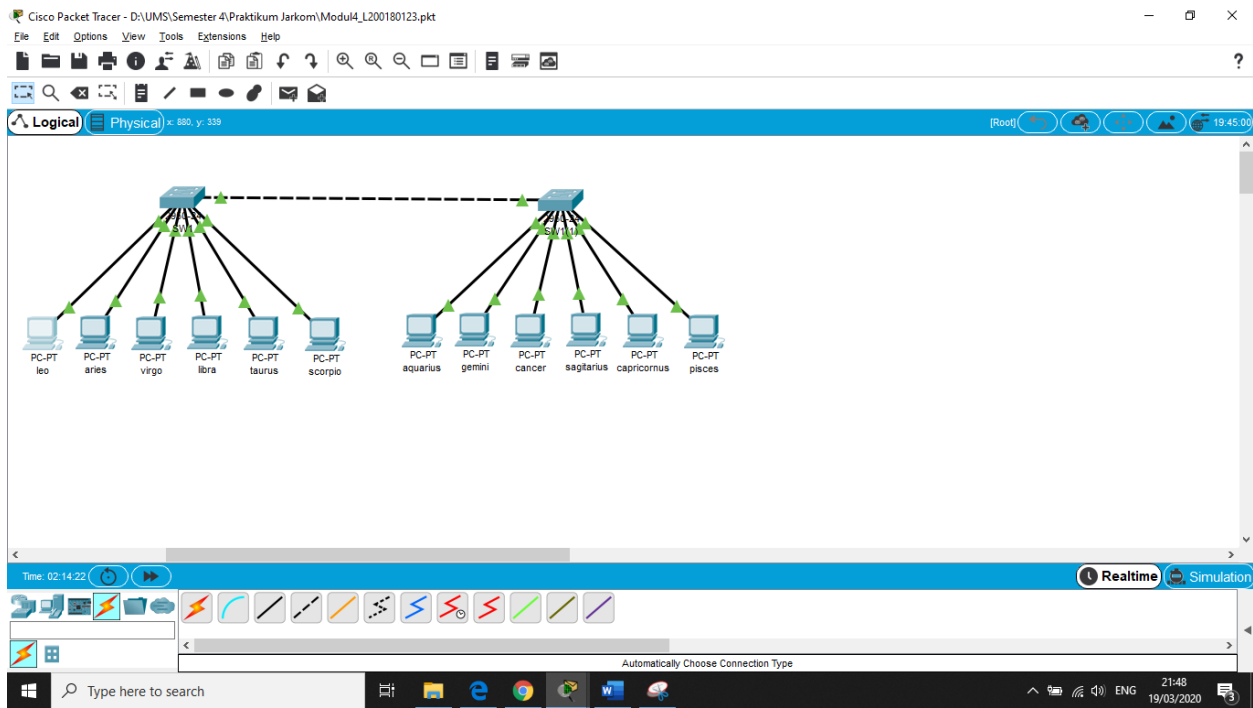 Cisco Packet Tracer - D:\UMS\Semester 4\Praktikum Jarkom\Modul4_L200180123.pkt
File Edit Options View Tools Extensions Help
?
Logical Physical x: 880, y: 339 [Root] 19:45:00
SW1
PC-PT
leo
PC-PT
aries
PC-PT
virgo
PC-PT
libra
PC-PT
taurus
PC-PT
scorpio
PC-PT
aquarius
PC-PT
gemini
PC-PT
cancer
PC-PT
sagitarius
PC-PT
capricornus
PC-PT
pisces
Time: 02:14:22 Realtime Simulation
Automatically Choose Connection Type
Type here to search ENG 21:48
19/03/2020
3